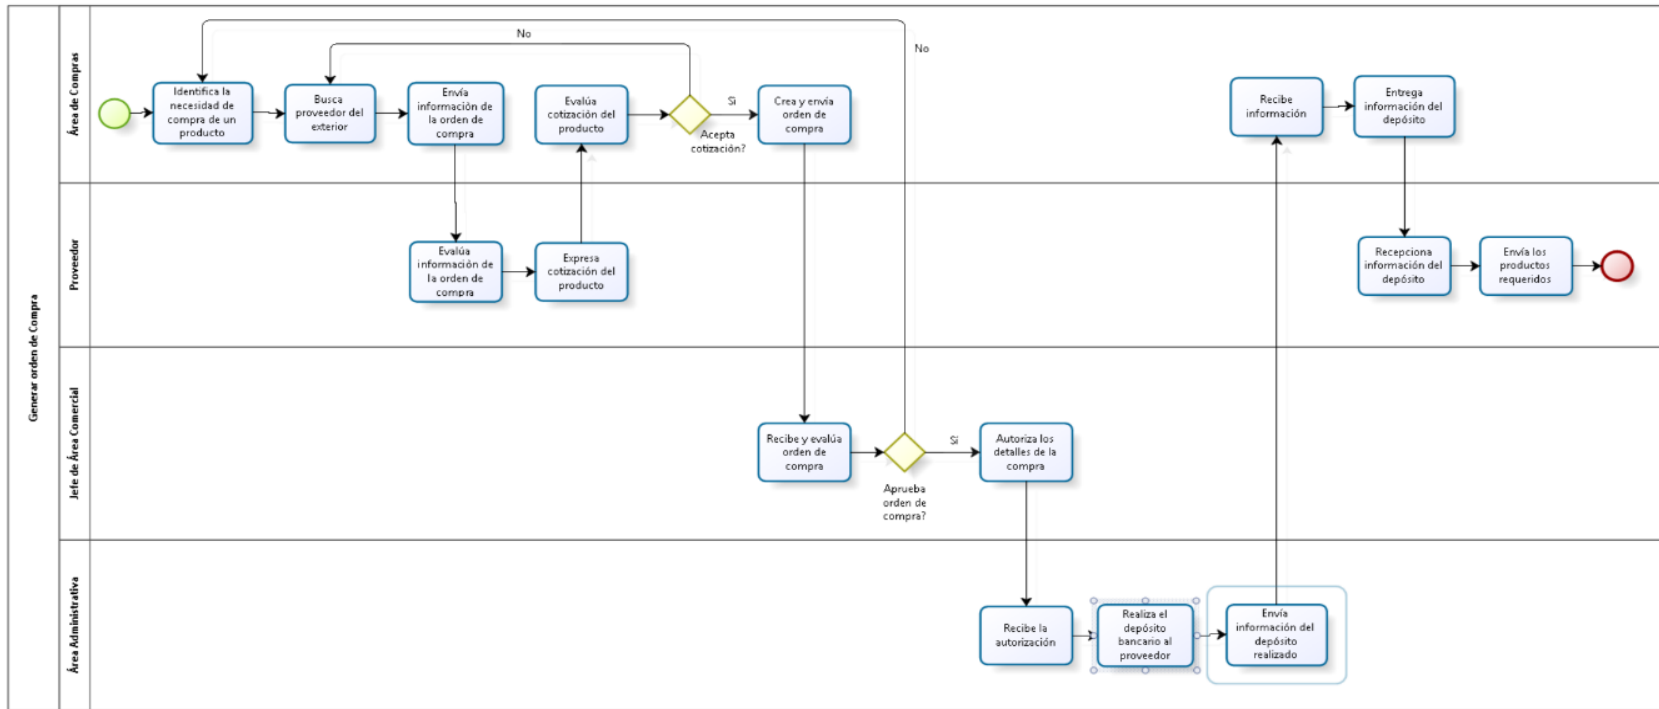 Generar orden de Compra
Área de Compras
No
No
Identifica la
necesidad de
compra de un
producto
Busca
proveedor del
exterior
Envía
información de
la orden de
compra
Evalúa
cotización del
producto
Sí
Acepta
cotización?
Crea y envía
orden de
compra
Recibe
información
Entrega
información del
depósito
Proveedor
Evalúa
información de
la orden de
compra
Expresa
cotización del
producto
Recepciona
información del
depósito
Envía los
productos
requeridos
Jefe de Área Comercial
Recibe y evalúa
orden de
compra
Sí
Aprueba
orden de
compra?
Autoriza los
detalles de la
compra
Área Administrativa
Recibe la
autorización
Realiza el
depósito
bancario al
proveedor
Envía
información del
depósito
realizado